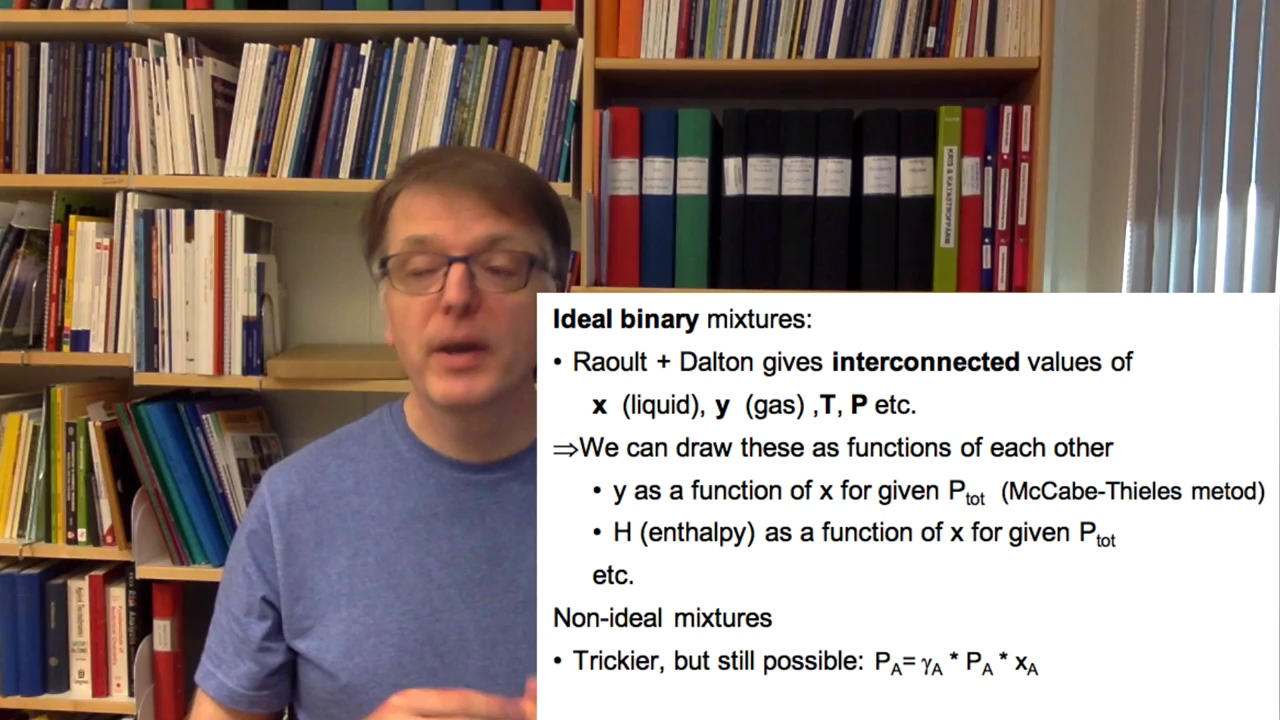 KRIS & KATASTROFPÄRM
Ideal binary mixtures:
• Raoult + Dalton gives interconnected values of
x (liquid), y (gas) ,T, P etc.
⇒We can draw these as functions of each other
• y as a function of x for given Ptot (McCabe-Thieles metod)
• H (enthalpy) as a function of x for given Ptot
etc.
Non-ideal mixtures
• Trickier, but still possible: PA= γA * PA * xA